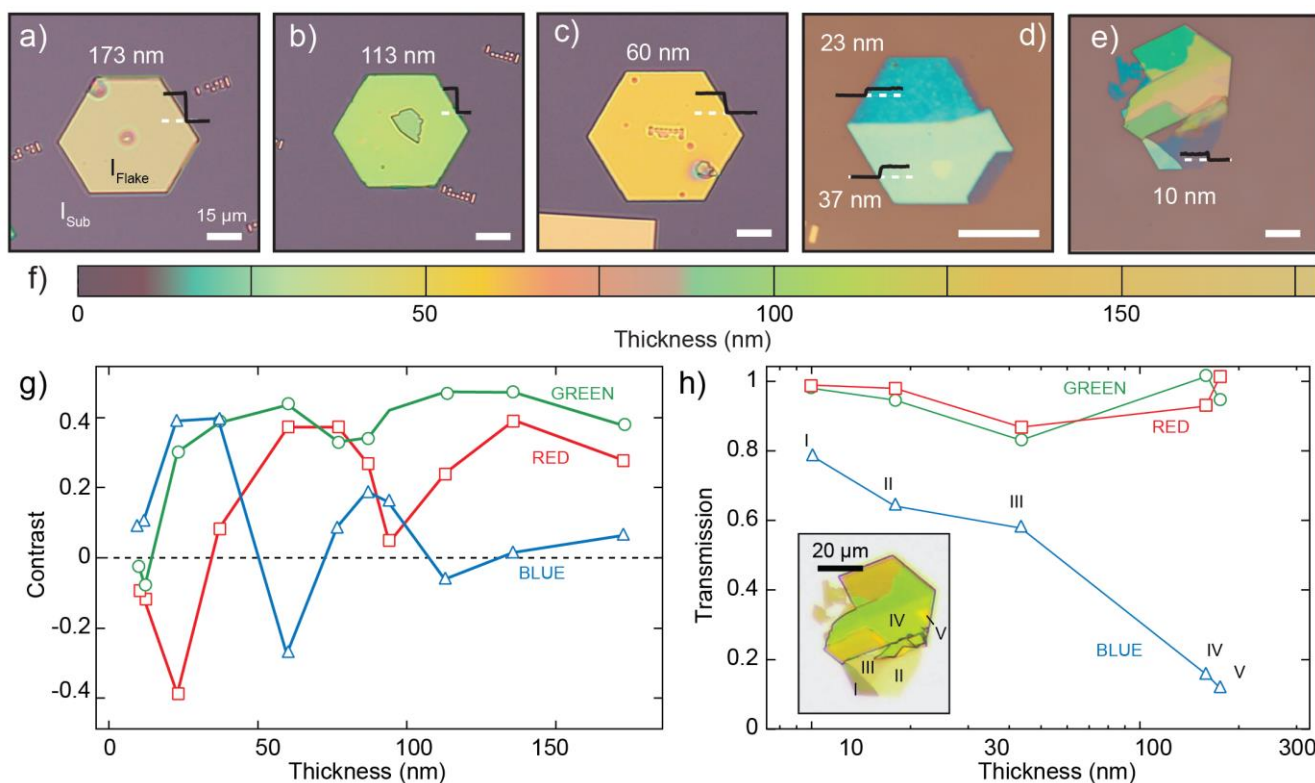 a)
173 nm
I_Flake
I_Sub
15 µm
b)
113 nm
c)
60 nm
d)
23 nm
37 nm
e)
10 nm
f)
0 50 100 150
Thickness (nm)
g)
Contrast
0.4
0.2
0
-0.2
-0.4
GREEN
RED
BLUE
0 50 100 150
Thickness (nm)
h)
Transmission
1
0.8
0.6
0.4
0.2
0
GREEN
RED
BLUE
I
II
III
IV
V
20 µm
IV
V
III
II
I
10 30 100 300
Thickness (nm)